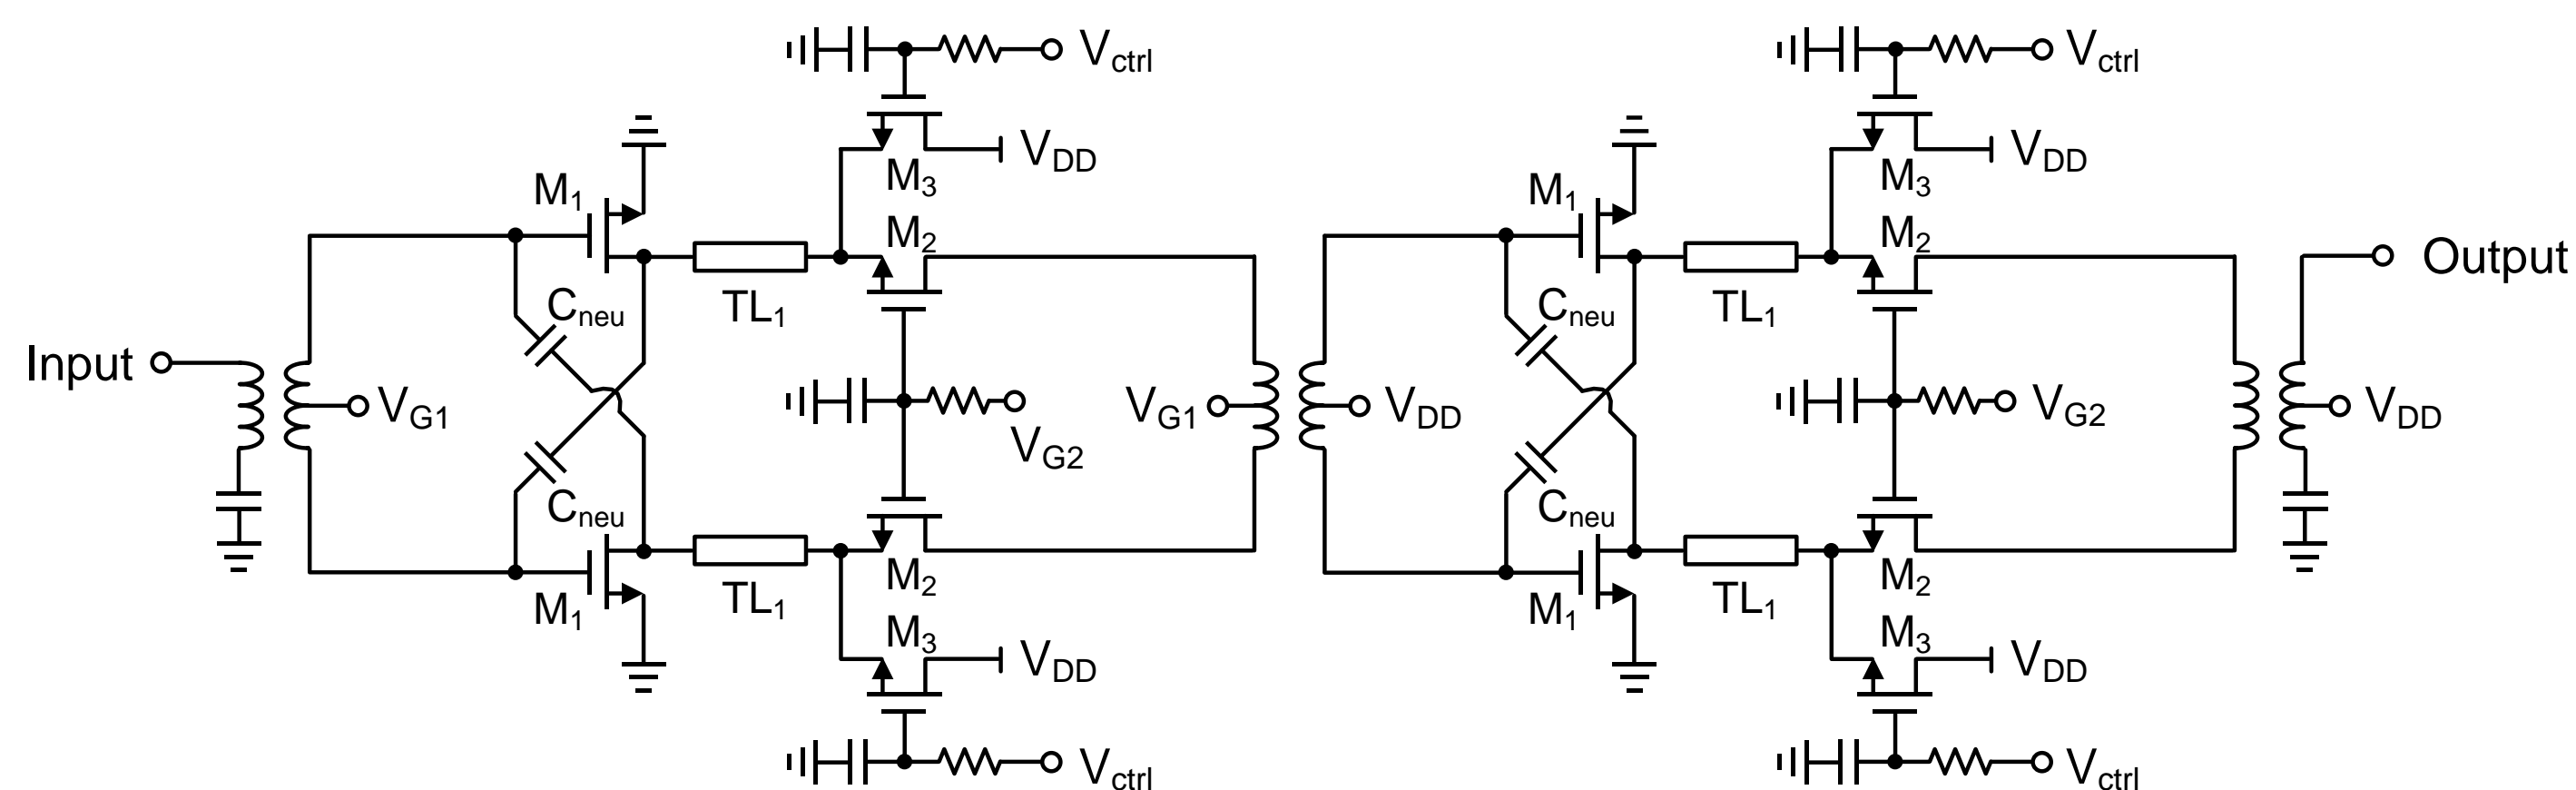 Vctrl
Vctrl
VDD
VDD
M3
M3
M1
M1
M2
M2
Output
Cneu
TL1
Cneu
TL1
Input
VG1
VG1
VDD
VG2
VDD
VG2
Cneu
Cneu
M2
M2
M1
TL1
M1
TL1
M3
M3
VDD
VDD
Vctrl
Vctrl